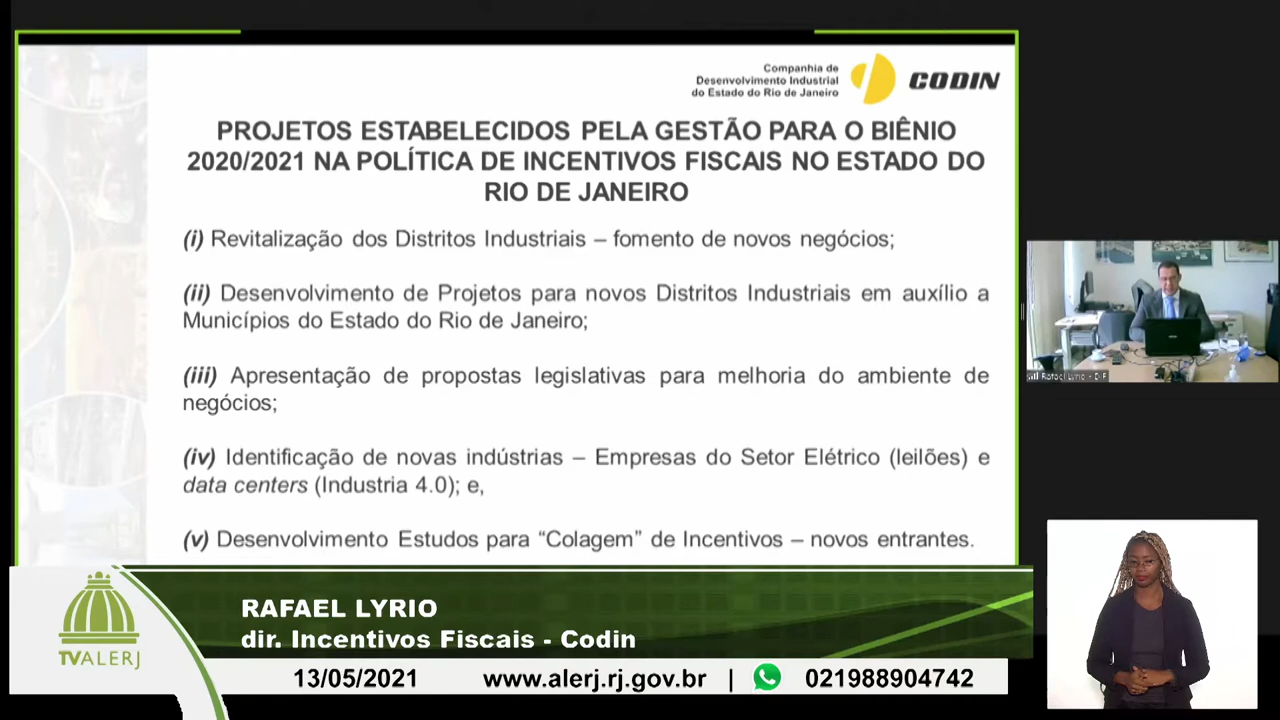 Companhia de
Desenvolvimento Industrial
do Estado do Rio de Janeiro
CODIN
PROJETOS ESTABELECIDOS PELA GESTÃO PARA O BIÊNIO
2020/2021 NA POLÍTICA DE INCENTIVOS FISCAIS NO ESTADO DO
RIO DE JANEIRO
(i) Revitalização dos Distritos Industriais – fomento de novos negócios;
(ii) Desenvolvimento de Projetos para novos Distritos Industriais em auxílio a
Municípios do Estado do Rio de Janeiro;
(iii) Apresentação de propostas legislativas para melhoria do ambiente de
negócios;
(iv) Identificação de novas indústrias – Empresas do Setor Elétrico (leilões) e
data centers (Industria 4.0); e,
(v) Desenvolvimento Estudos para “Colagem” de Incentivos – novos entrantes.
Rafael Lyrio - DIF
RAFAEL LYRIO
dir. Incentivos Fiscais - Codin
TVALERJ
13/05/2021 www.alerj.rj.gov.br | 021988904742